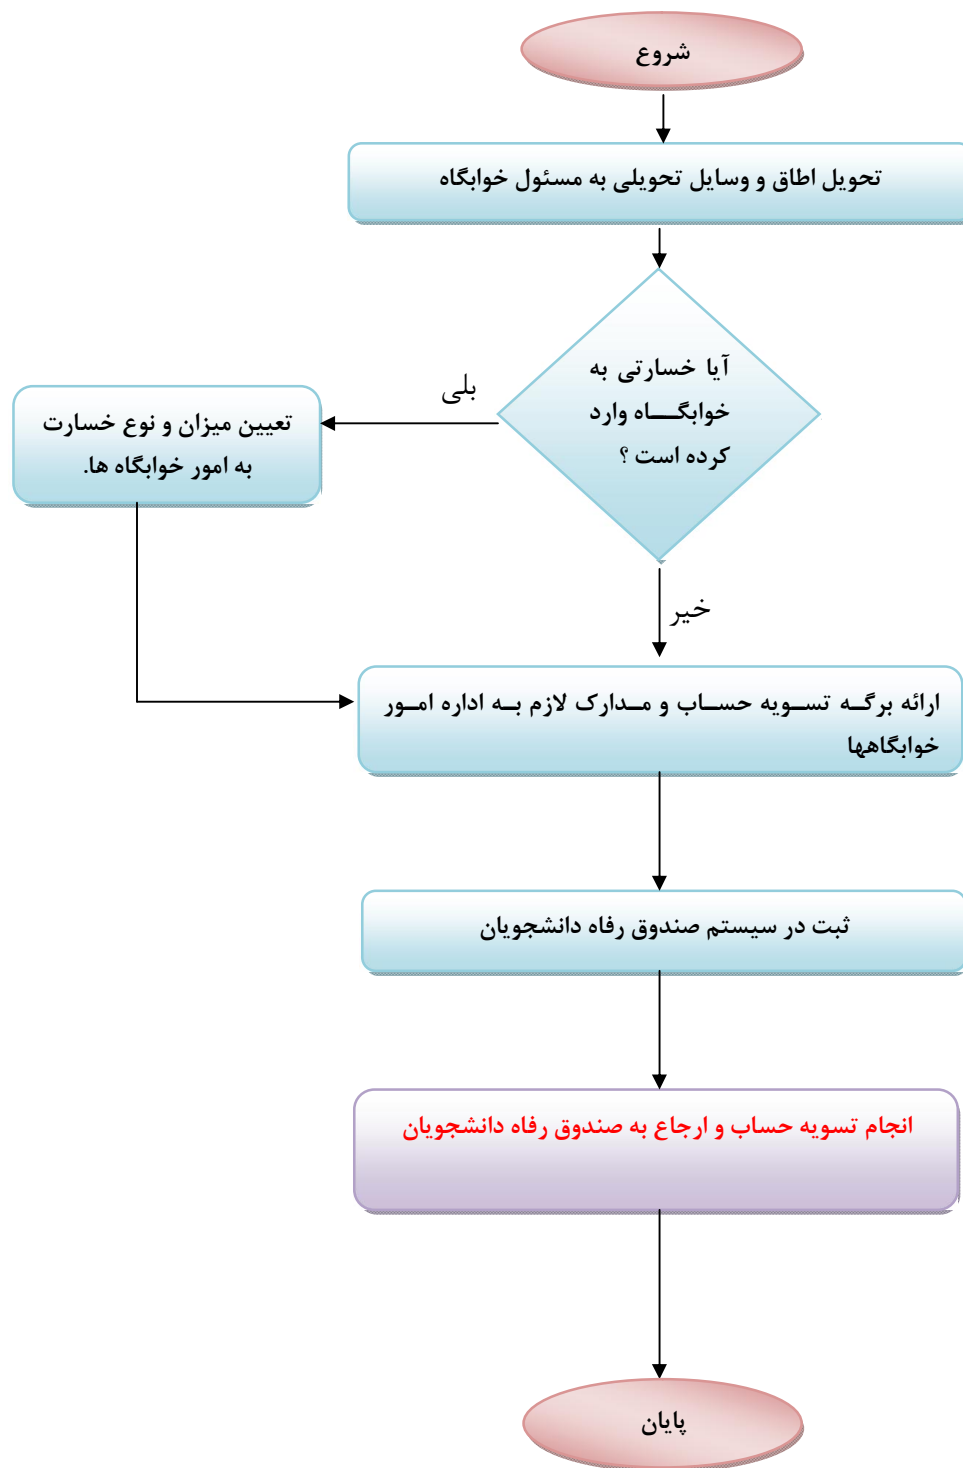 شروع
تحویل اطاق و وسایل تحویلی به مسئول خوابگاه
آیا خسارتی به
خوابگـــاه وارد
کرده است ؟
بلی
تعیین میزان و نوع خسارت
به امور خوابگاه ها.
خیر
ارائه برگــه تســویه حســاب و مــدارک لازم بــه اداره امــور
خوابگاهها
ثبت در سیستم صندوق رفاه دانشجویان
انجام تسویه حساب و ارجاع به صندوق رفاه دانشجویان
پایان